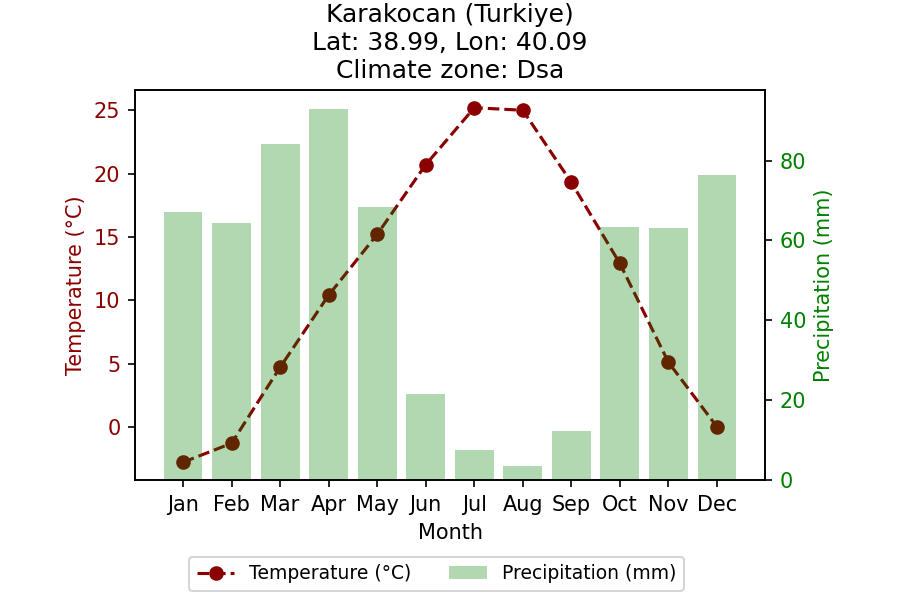 Karakocan (Turkiye)
Lat: 38.99, Lon: 40.09
Climate zone: Dsa
Temperature (°C)
25
20
15
10
5
0
Precipitation (mm)
80
60
40
20
0
Jan Feb Mar Apr May Jun Jul Aug Sep Oct Nov Dec
Month
Temperature (°C) Precipitation (mm)